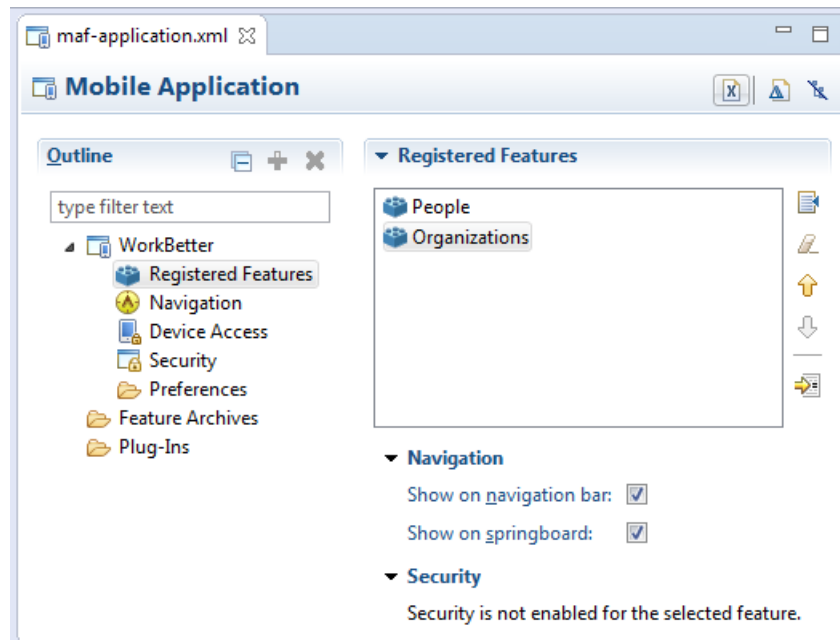 maf-application.xml
Mobile Application
Outline
type filter text
WorkBetter
Registered Features
Navigation
Device Access
Security
Preferences
Feature Archives
Plug-Ins
Registered Features
People
Organizations
Navigation
Show on navigation bar:
Show on springboard:
Security
Security is not enabled for the selected feature.